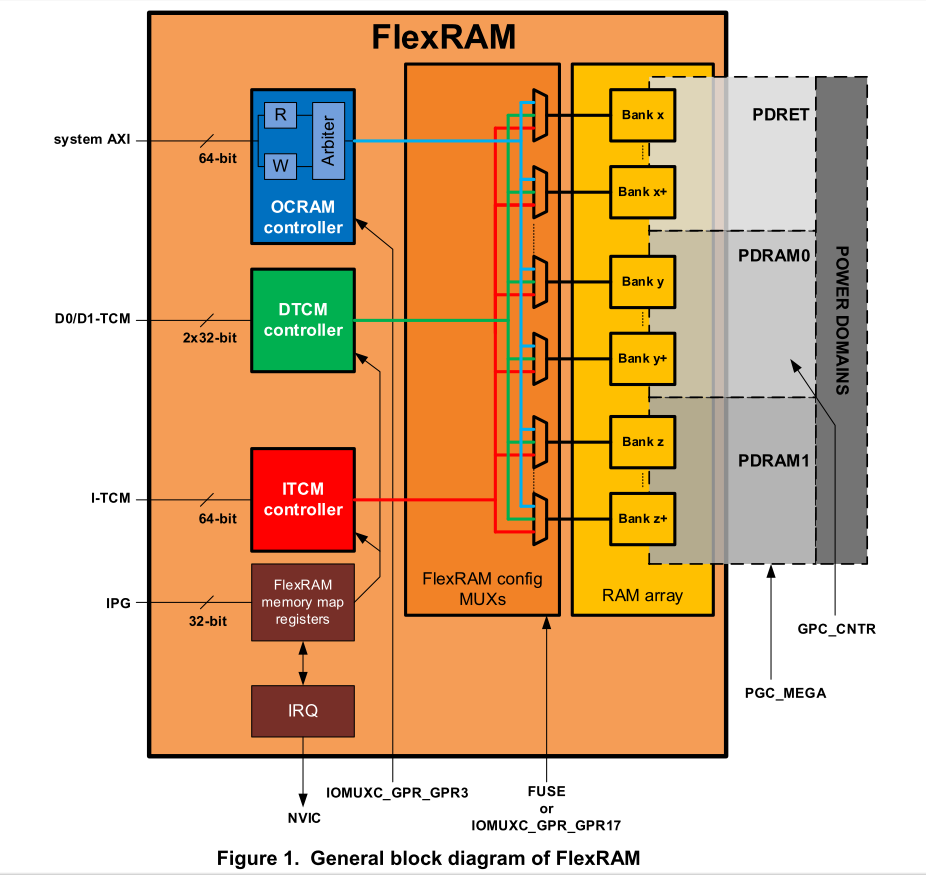 FlexRAM
system AXI
64-bit
R
W
Arbiter
OCRAM
controller
D0/D1-TCM
2x32-bit
DTCM
controller
I-TCM
64-bit
ITCM
controller
IPG
32-bit
FlexRAM
memory map
registers
IRQ
NVIC
IOMUXC_GPR_GPR3
FlexRAM config
MUXs
FUSE
or
IOMUXC_GPR_GPR17
Bank x
Bank x+
Bank y
Bank y+
Bank z
Bank z+
RAM array
PDRET
PDRAM0
PDRAM1
POWER DOMAINS
GPC_CNTR
PGC_MEGA
Figure 1. General block diagram of FlexRAM